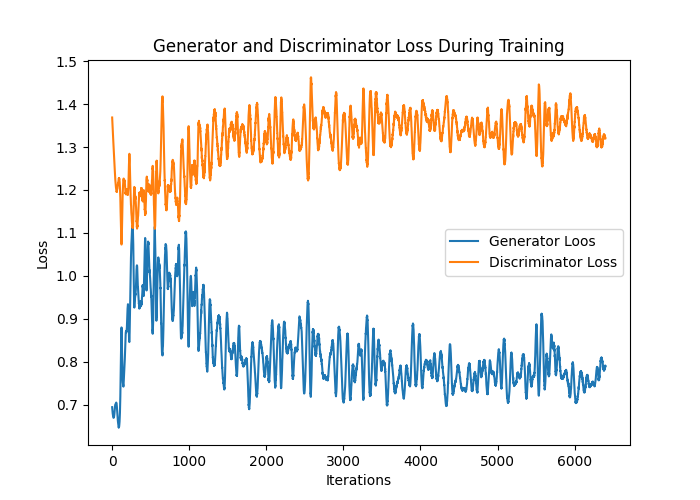 Generator and Discriminator Loss During Training
1.5
1.4
1.3
1.2
1.1
1.0
0.9
0.8
0.7
Loss
Generator Loos
Discriminator Loss
0 1000 2000 3000 4000 5000 6000
Iterations